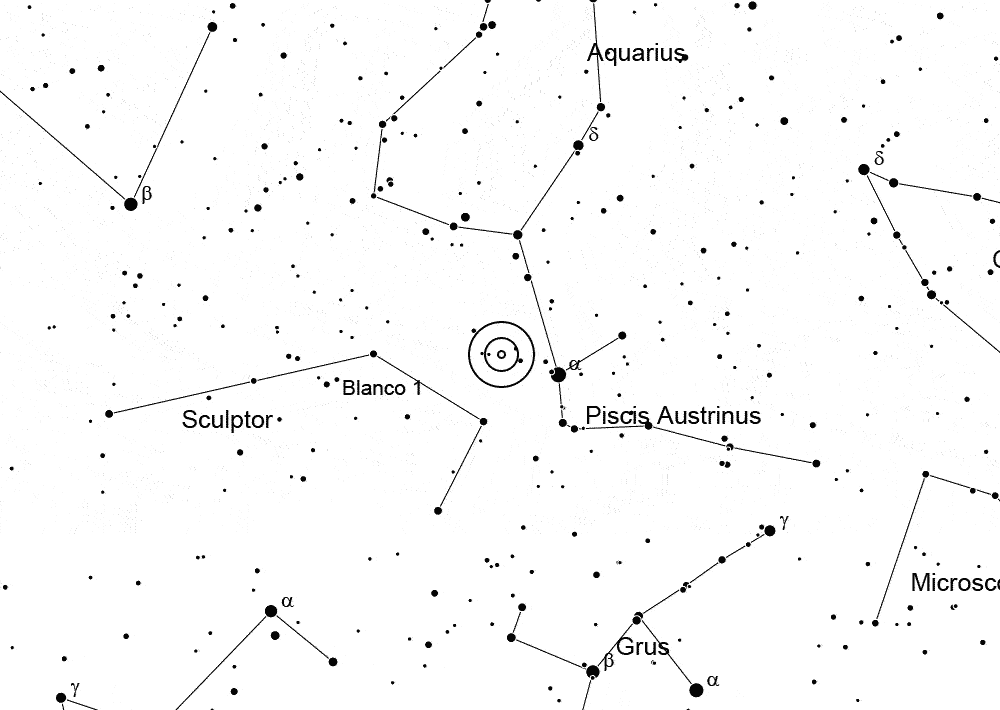 Aquarius
δ
δ
β
C
α
Blanco 1
Sculptor
Piscis Austrinus
γ
Microsco
α
Grus
β
α
γ